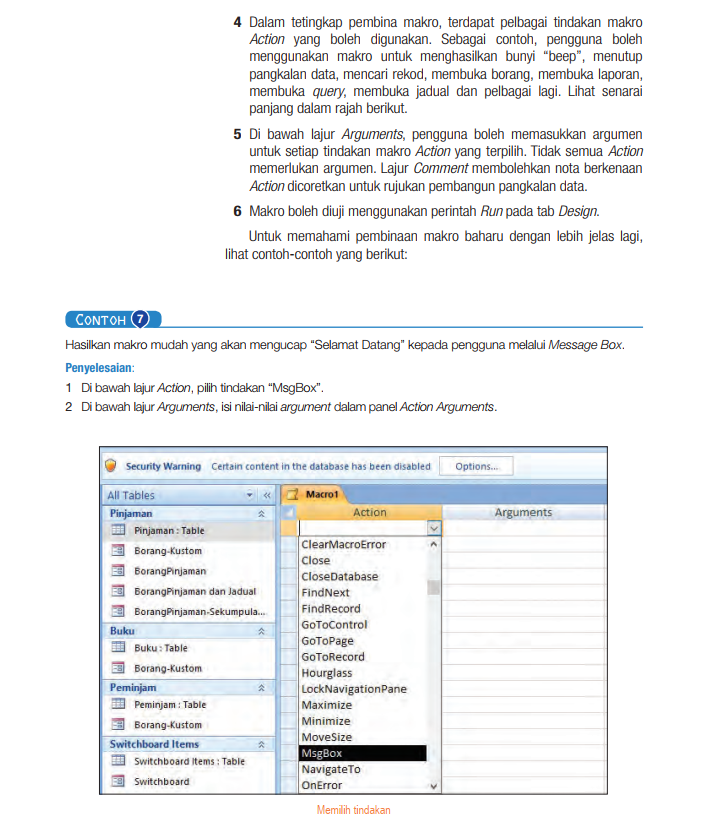 4 Dalam tetingkap pembina makro, terdapat pelbagai tindakan makro
Action yang boleh digunakan. Sebagai contoh, pengguna boleh
menggunakan makro untuk menghasilkan bunyi “beep”, menutup
pangkalan data, mencari rekod, membuka borang, membuka laporan,
membuka query, membuka jadual dan pelbagai lagi. Lihat senarai
panjang dalam rajah berikut.
5 Di bawah lajur Arguments, pengguna boleh memasukkan argumen
untuk setiap tindakan makro Action yang terpilih. Tidak semua Action
memerlukan argumen. Lajur Comment membolehkan nota berkenaan
Action dicoretkan untuk rujukan pembangun pangkalan data.
6 Makro boleh diuji menggunakan perintah Run pada tab Design.
Untuk memahami pembinaan makro baharu dengan lebih jelas lagi,
lihat contoh-contoh yang berikut:
CONTOH 7
Hasilkan makro mudah yang akan mengucap “Selamat Datang” kepada pengguna melalui Message Box.
Penyelesaian:
1 Di bawah lajur Action, pilih tindakan “MsgBox”.
2 Di bawah lajur Arguments, isi nilai-nilai argument dalam panel Action Arguments.
Security Warning Certain content in the database has been disabled Options...
All Tables
Pinjaman
Pinjaman : Table
Borang-Kustom
BorangPinjaman
BorangPinjaman dan Jadual
BorangPinjaman-Sekumpula...
Buku
Buku : Table
Borang-Kustom
Peminjam
Peminjam : Table
Borang-Kustom
Switchboard Items
Switchboard Items : Table
Switchboard
Macro1
Action Arguments
ClearMacroError
Close
CloseDatabase
FindNext
FindRecord
GoToControl
GoToPage
GoToRecord
Hourglass
LockNavigationPane
Maximize
Minimize
MoveSize
MsgBox
NavigateTo
OnError
Memilih tindakan